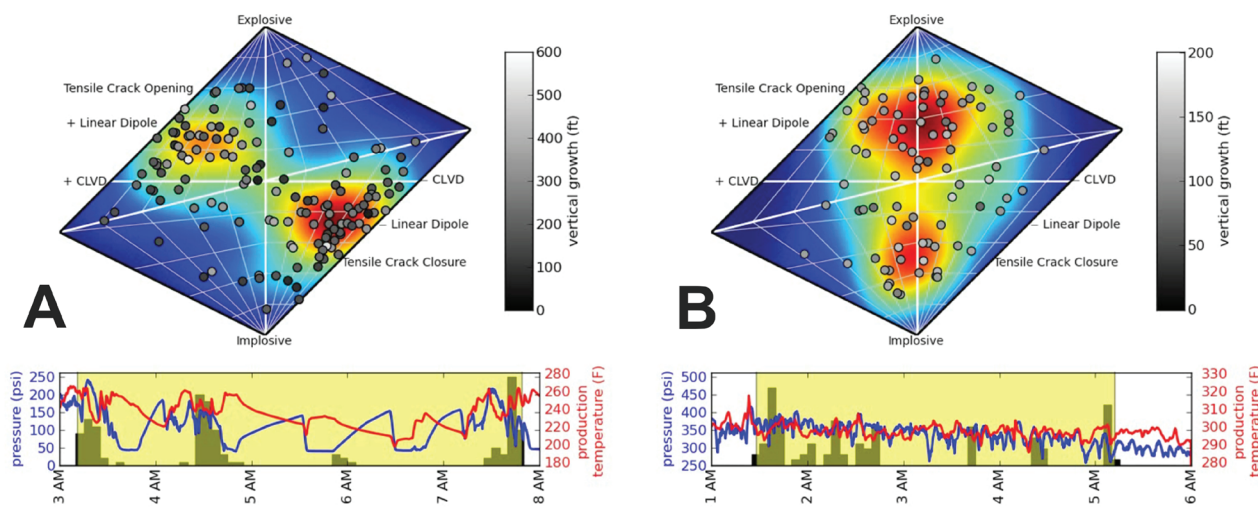 Explosive
Tensile Crack Opening
+ Linear Dipole
+ CLVD
- CLVD
- Linear Dipole
Tensile Crack Closure
Implosive
600
500
400
300
200
100
0
vertical growth (ft)
A
Explosive
Tensile Crack Opening
+ Linear Dipole
+ CLVD
- CLVD
- Linear Dipole
Tensile Crack Closure
Implosive
200
150
100
50
0
vertical growth (ft)
B
pressure (psi)
250
200
150
100
50
0
280
260
240
220
200
180
production
temperature (F)
3 AM
4 AM
5 AM
6 AM
7 AM
8 AM
pressure (psi)
500
450
400
350
300
250
330
320
310
300
290
280
production
temperature (F)
1 AM
2 AM
3 AM
4 AM
5 AM
6 AM